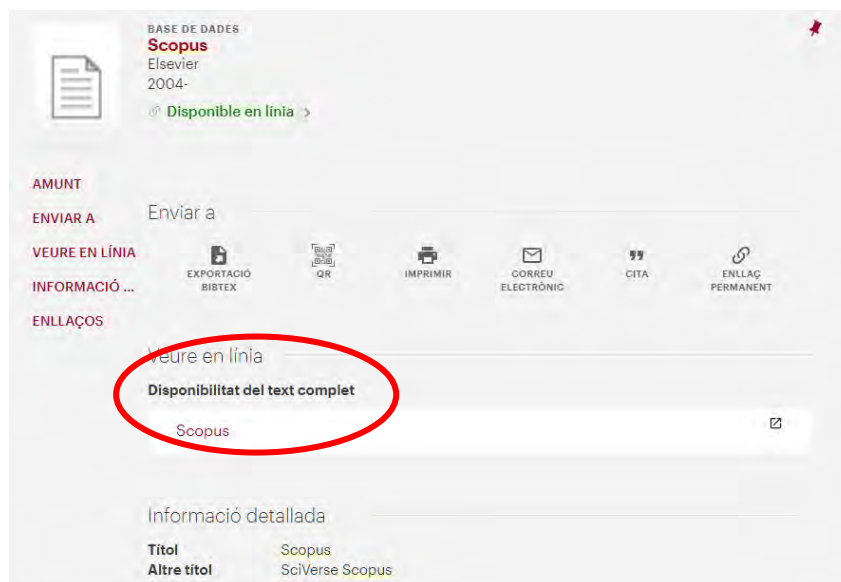 BASE DE DADES
Scopus
Elsevier
2004-
Disponible en línia >
AMUNT
ENVIAR A
VEURE EN LÍNIA
INFORMACIÓ ...
ENLLAÇOS
Enviar a
EXPORTACIÓ BIBTEX
QR
IMPRIMIR
CORREU ELECTRÒNIC
CITA
ENLLAÇ PERMANENT
Veure en línia
Disponibilitat del text complet
Scopus
Informació detallada
Títol Scopus
Altre títol SciVerse Scopus